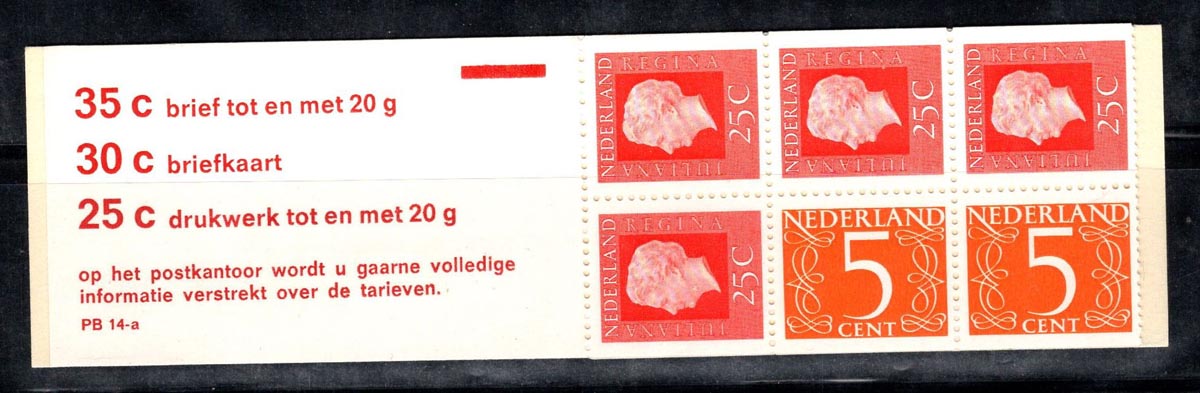 35 c brief tot en met 20 g
30 c briefkaart
25 c drukwerk tot en met 20 g
op het postkantoor wordt u gaarne volledige
informatie verstrekt over de tarieven.
PB 14-a
NEDERLAND REGINA JULIANA 25C
NEDERLAND REGINA JULIANA 25C
NEDERLAND REGINA JULIANA 25C
NEDERLAND REGINA JULIANA 25C
NEDERLAND
5
CENT
NEDERLAND
5
CENT